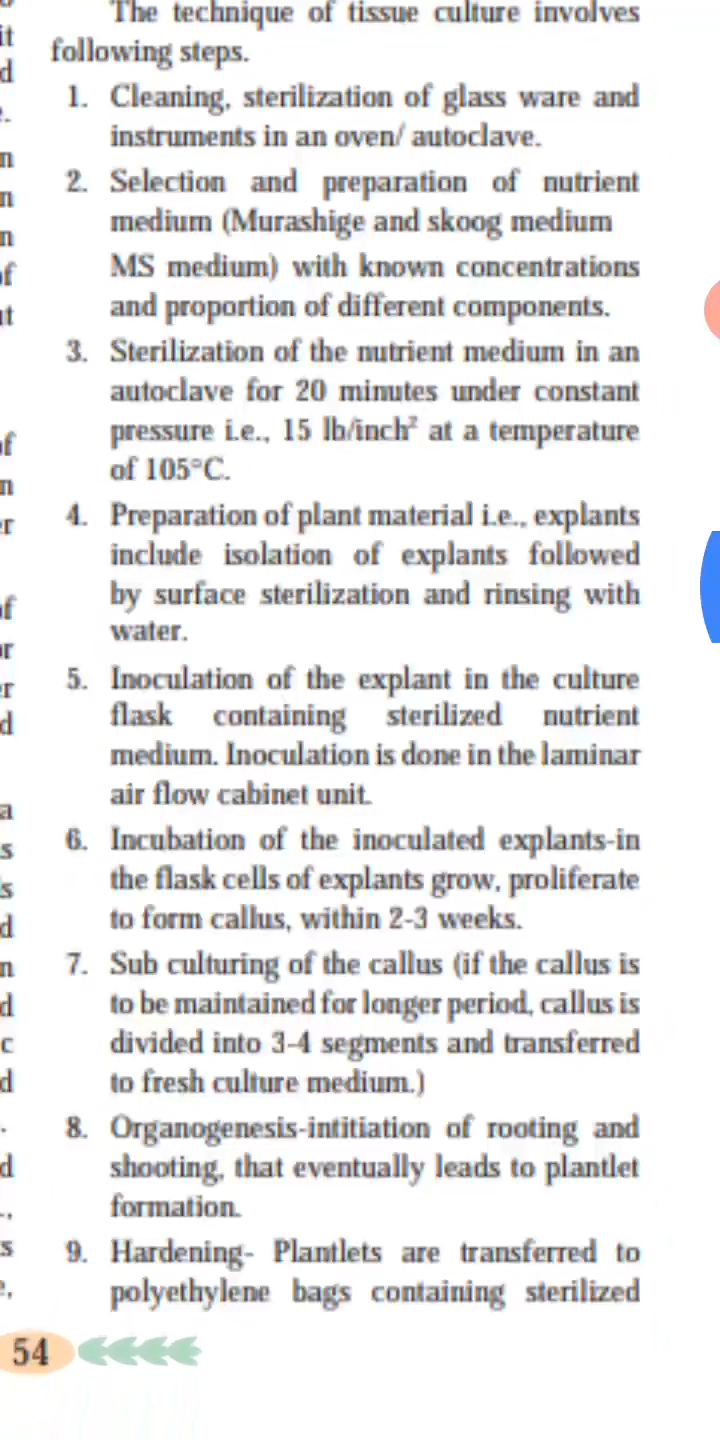 The technique of tissue culture involves
following steps.
1. Cleaning, sterilization of glass ware and
instruments in an oven/ autoclave.
2. Selection and preparation of nutrient
medium (Murashige and skoog medium
MS medium) with known concentrations
and proportion of different components.
3. Sterilization of the nutrient medium in an
autoclave for 20 minutes under constant
pressure i.e., 15 lb/inch² at a temperature
of 105°C.
4. Preparation of plant material i.e., explants
include isolation of explants followed
by surface sterilization and rinsing with
water.
5. Inoculation of the explant in the culture
flask containing sterilized nutrient
medium. Inoculation is done in the laminar
air flow cabinet unit.
6. Incubation of the inoculated explants-in
the flask cells of explants grow, proliferate
to form callus, within 2-3 weeks.
7. Sub culturing of the callus (if the callus is
to be maintained for longer period, callus is
divided into 3-4 segments and transferred
to fresh culture medium.)
8. Organogenesis-intitiation of rooting and
shooting, that eventually leads to plantlet
formation.
9. Hardening- Plantlets are transferred to
polyethylene bags containing sterilized
54